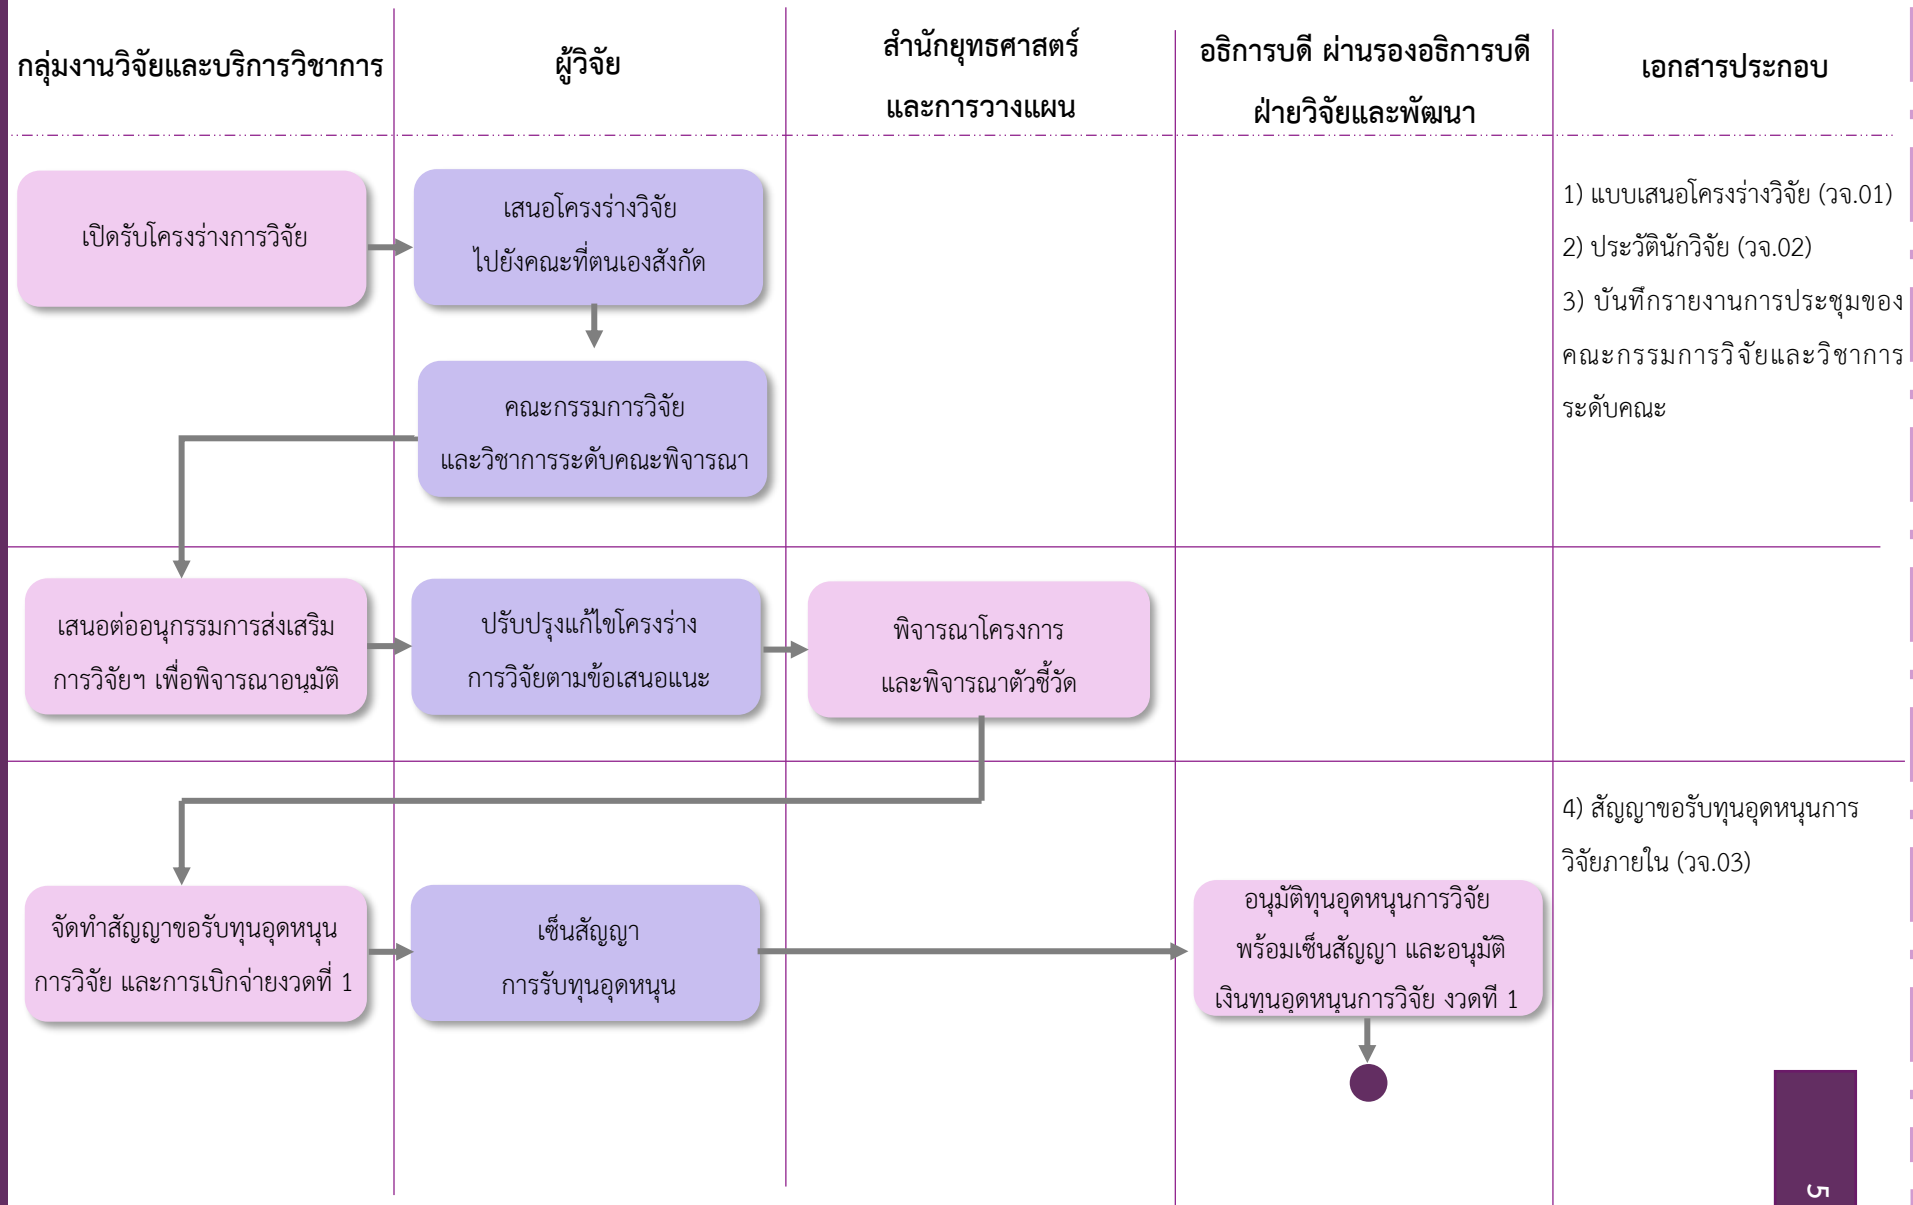 กลุ่มงานวิจัยและบริการวิชาการ
ผู้วิจัย
สำนักยุทธศาสตร์
และการวางแผน
อธิการบดี ผ่านรองอธิการบดี
ฝ่ายวิจัยและพัฒนา
เอกสารประกอบ
เปิดรับโครงร่างการวิจัย
เสนอโครงร่างวิจัย
ไปยังคณะที่ตนเองสังกัด
คณะกรรมการวิจัย
และวิชาการระดับคณะพิจารณา
1) แบบเสนอโครงร่างวิจัย (วจ.01)
2) ประวัตินักวิจัย (วจ.02)
3) บันทึกรายงานการประชุมของ
คณะกรรมการวิจัยและวิชาการ
ระดับคณะ
เสนอต่ออนุกรรมการส่งเสริม
การวิจัยฯ เพื่อพิจารณาอนุมัติ
ปรับปรุงแก้ไขโครงร่าง
การวิจัยตามข้อเสนอแนะ
พิจารณาโครงการ
และพิจารณาตัวชี้วัด
จัดทำสัญญาขอรับทุนอุดหนุน
การวิจัย และการเบิกจ่ายงวดที่ 1
เซ็นสัญญา
การรับทุนอุดหนุน
อนุมัติทุนอุดหนุนการวิจัย
พร้อมเซ็นสัญญา และอนุมัติ
เงินทุนอุดหนุนการวิจัย งวดที่ 1
4) สัญญาขอรับทุนอุดหนุนการ
วิจัยภายใน (วจ.03)
5